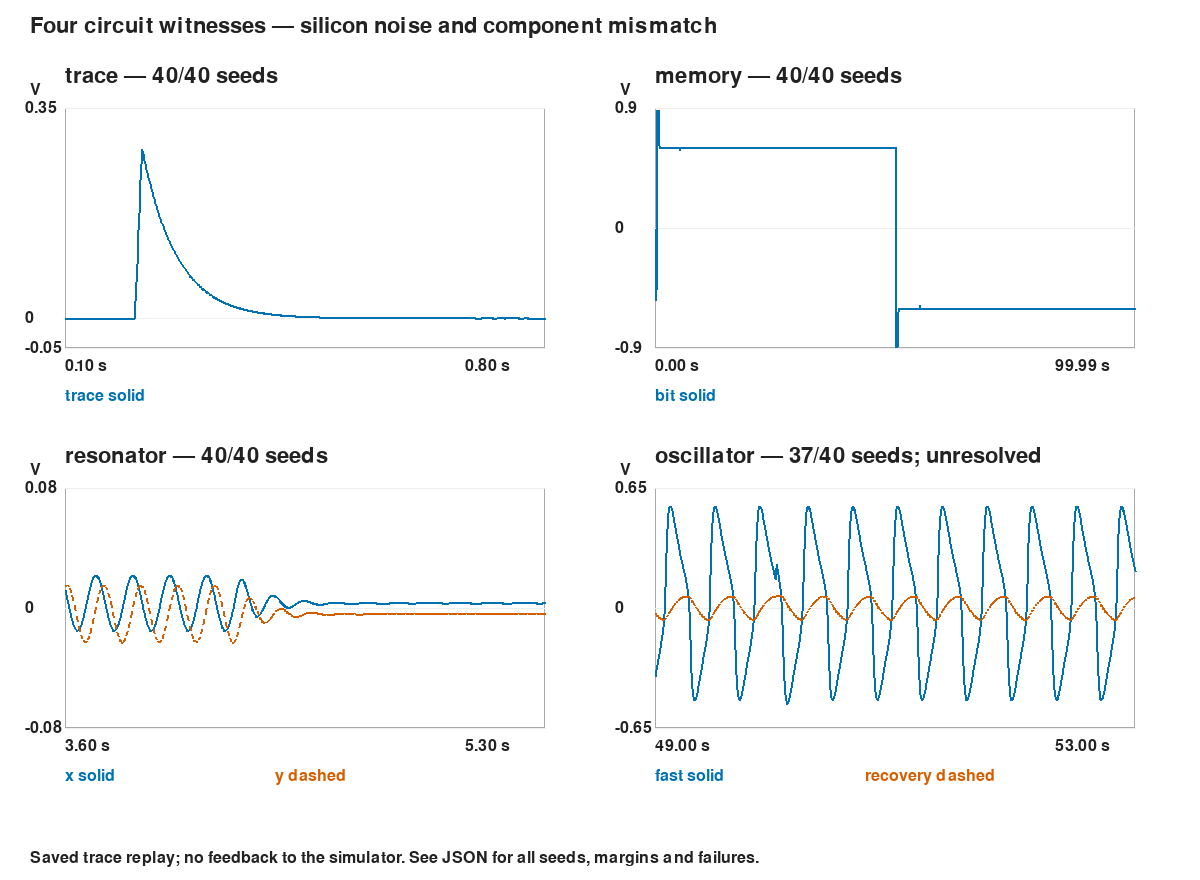 Four circuit witnesses — silicon noise and component mismatch
trace — 40/40 seeds
V
0.35
0
-0.05
0.10 s
0.80 s
trace solid
memory — 40/40 seeds
V
0.9
0
-0.9
0.00 s
99.99 s
bit solid
resonator — 40/40 seeds
V
0.08
0
-0.08
3.60 s
5.30 s
x solid
y dashed
oscillator — 37/40 seeds; unresolved
V
0.65
0
-0.65
49.00 s
53.00 s
fast solid
recovery dashed
Saved trace replay; no feedback to the simulator. See JSON for all seeds, margins and failures.